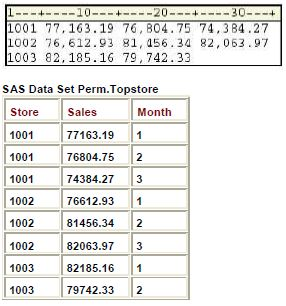 1---+----10---+----20---+----30---+
1001 77,163.19 76,804.75 74,384.27
1002 76,612.93 81,456.34 82,063.97
1003 82,185.16 79,742.33
SAS Data Set Perm.Topstore
Store Sales Month
1001 77163.19 1
1001 76804.75 2
1001 74384.27 3
1002 76612.93 1
1002 81456.34 2
1002 82063.97 3
1003 82185.16 1
1003 79742.33 2